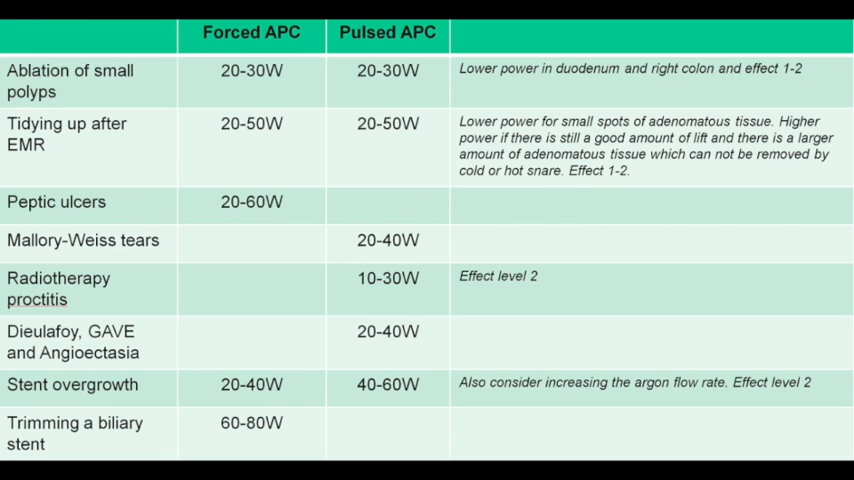 Forced APC
Pulsed APC
Ablation of small
polyps
20-30W
20-30W
Lower power in duodenum and right colon and effect 1-2
Tidying up after
EMR
20-50W
20-50W
Lower power for small spots of adenomatous tissue. Higher
power if there is still a good amount of lift and there is a larger
amount of adenomatous tissue which can not be removed by
cold or hot snare. Effect 1-2.
Peptic ulcers
20-60W
Mallory-Weiss tears
20-40W
Radiotherapy
proctitis
10-30W
Effect level 2
Dieulafoy, GAVE
and Angioectasia
20-40W
Stent overgrowth
20-40W
40-60W
Also consider increasing the argon flow rate. Effect level 2
Trimming a biliary
stent
60-80W